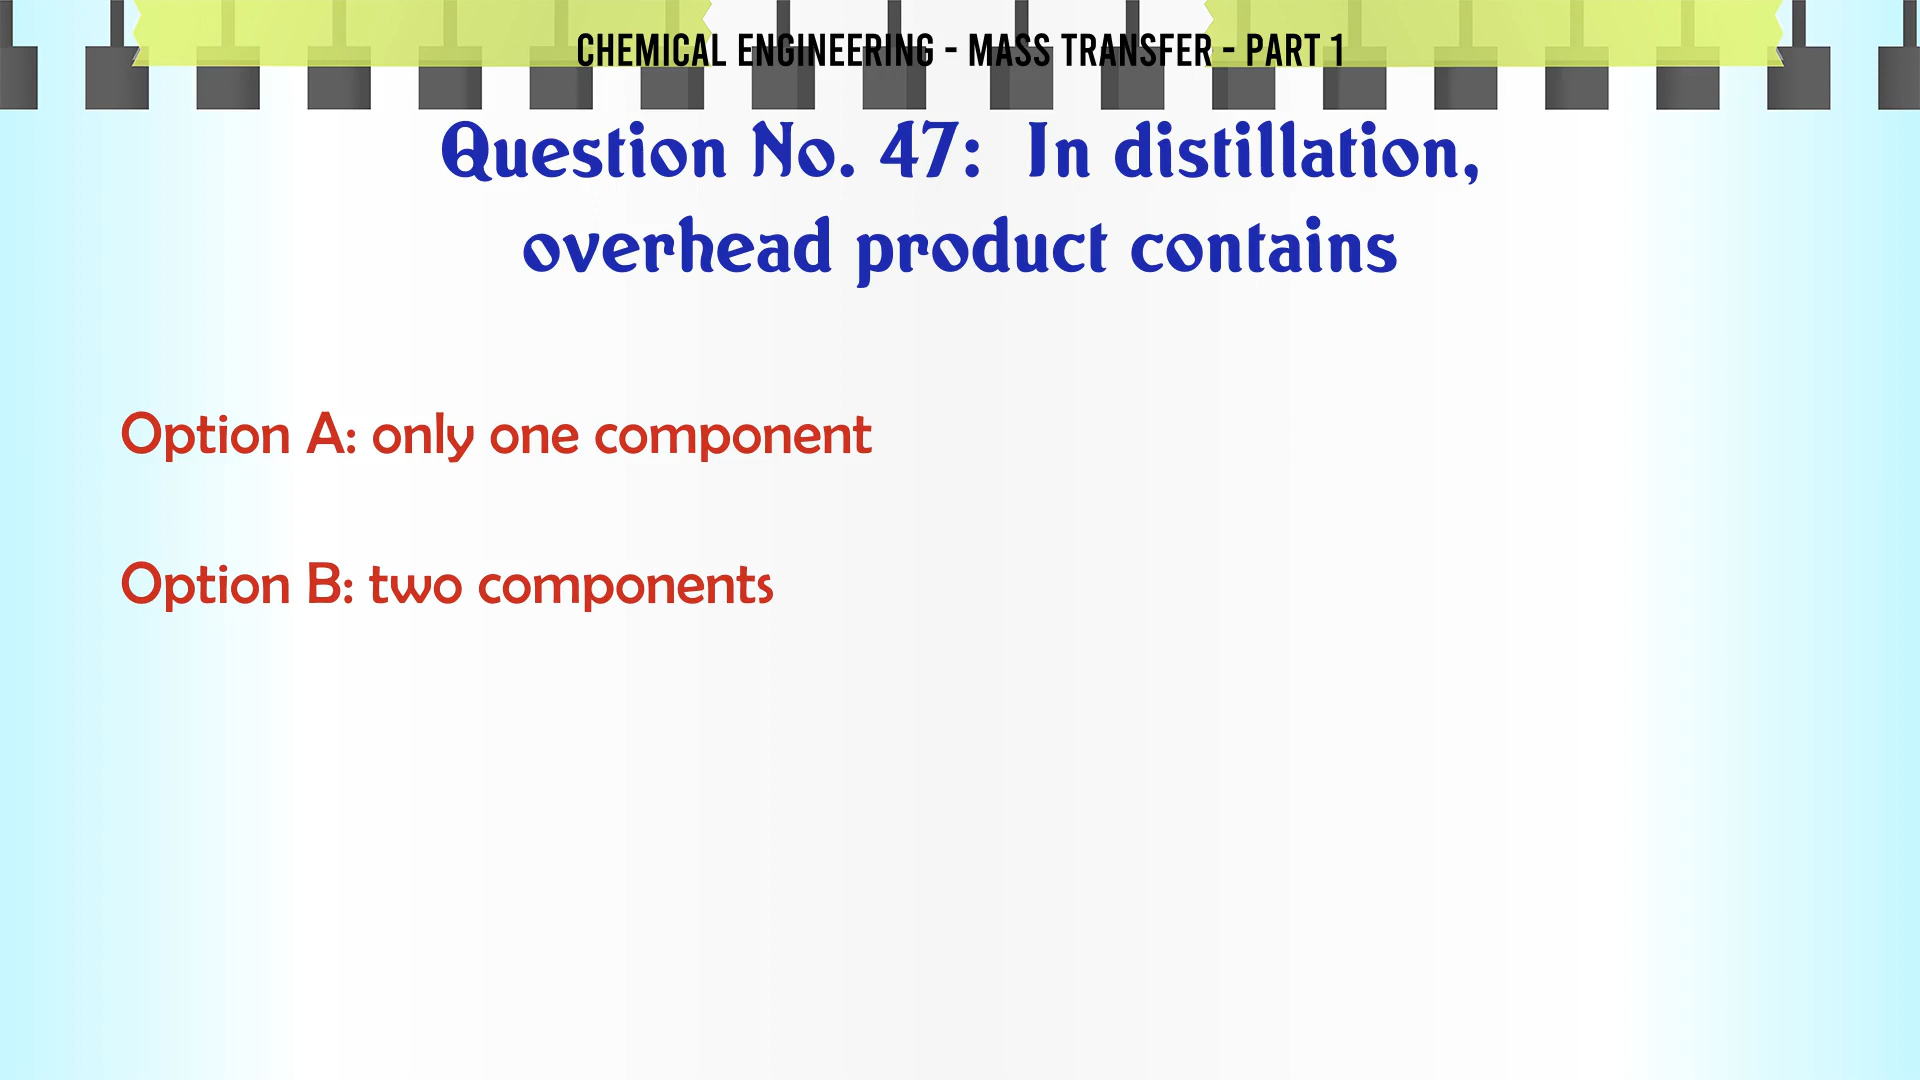 CHEMICAL ENGINEERING - MASS TRANSFER - PART 1
Question No. 47: In distillation,
overhead product contains
Option A: only one component
Option B: two components